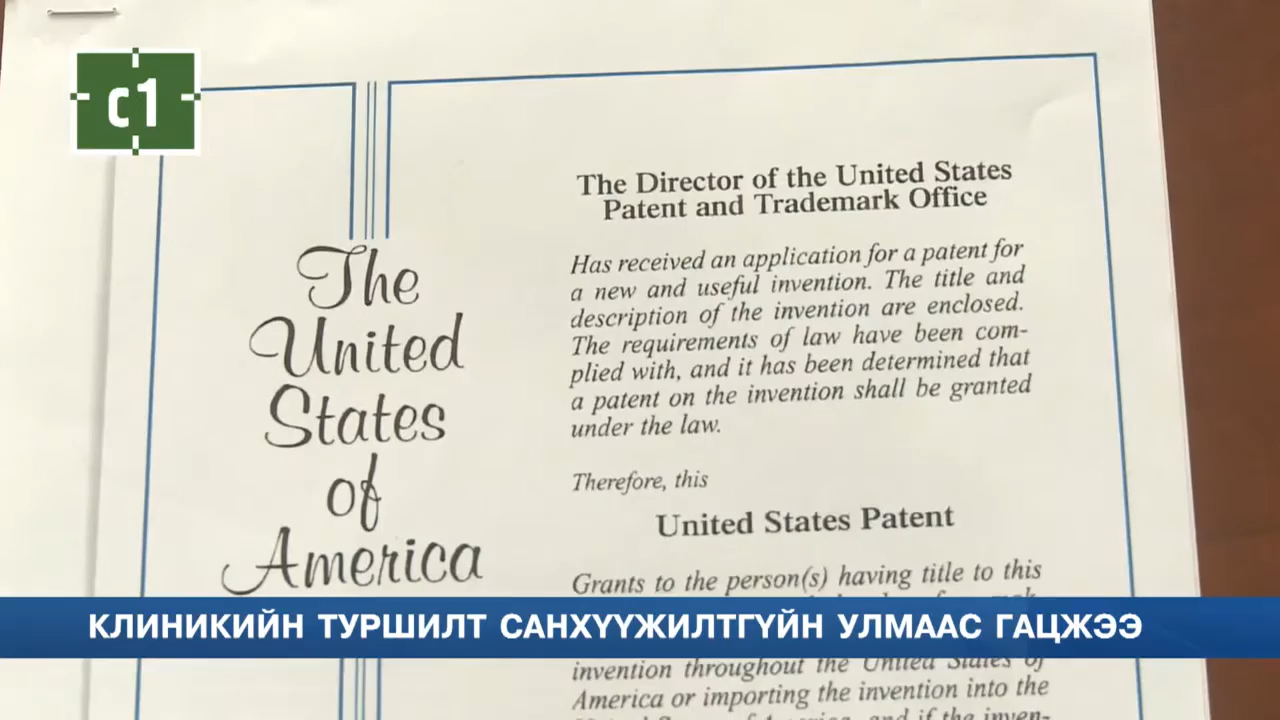 c1
The Director of the United States
Patent and Trademark Office
Has received an application for a patent for
a new and useful invention. The title and
description of the invention are enclosed.
The requirements of law have been com-
plied with, and it has been determined that
a patent on the invention shall be granted
under the law.
Therefore, this
United States Patent
Grants to the person(s) having title to this
The
United
States
of
America
КЛИНИКИЙН ТУРШИЛТ САНХҮҮЖИЛТГҮЙН УЛМААС ГАЦЖЭЭ
invention throughout the United States of
America or importing the invention into the